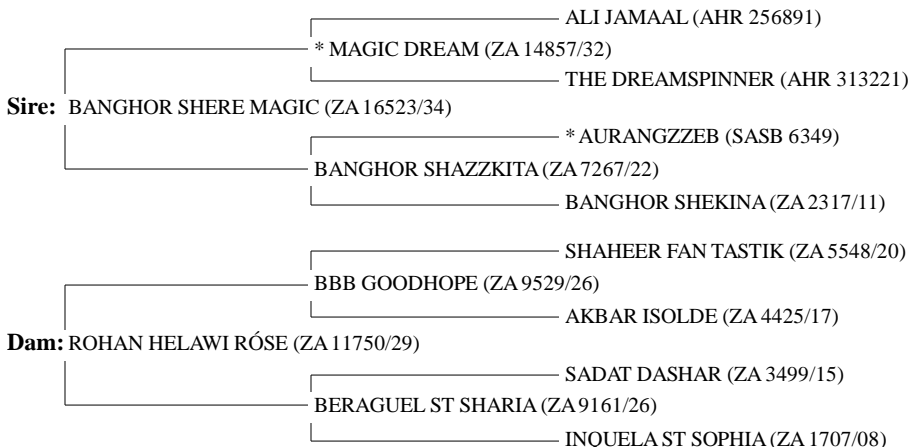 ALI JAMAAL (AHR 256891)
* MAGIC DREAM (ZA 14857/32)
THE DREAMSPINNER (AHR 313221)
Sire: BANGHOR SHERE MAGIC (ZA 16523/34)
* AURANGZZEB (SASB 6349)
BANGHOR SHAZZKITA (ZA 7267/22)
BANGHOR SHEKINA (ZA 2317/11)
SHAHEER FAN TASTIK (ZA 5548/20)
BBB GOODHOPE (ZA 9529/26)
AKBAR ISOLDE (ZA 4425/17)
Dam: ROHAN HELAWI RÓSE (ZA 11750/29)
SADAT DASHAR (ZA 3499/15)
BERAGUEL ST SHARIA (ZA 9161/26)
INQUELA ST SOPHIA (ZA 1707/08)